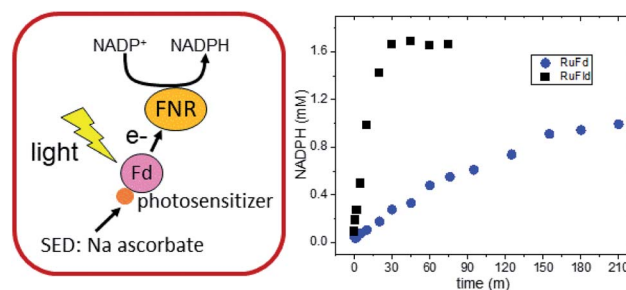 NADP⁺ NADPH
FNR
e-
light
Fd
photosensitizer
SED: Na ascorbate
NADPH (mM)
1.6
1.2
0.8
0.4
0.0
RuFd
RuFld
0 30 60 90 120 150 180 210
time (m)